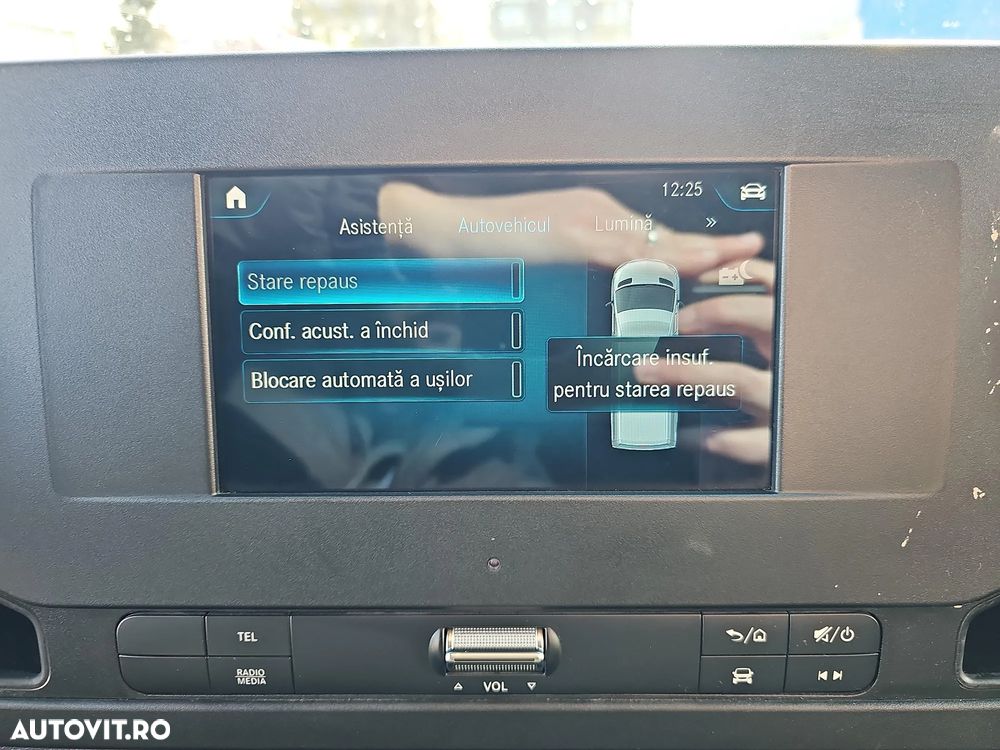 12:25
Asistență Autovehicul Lumină »
Stare repaus
Conf. acust. a închid
Blocare automată a ușilor
Încărcare insuf.
pentru starea repaus
TEL
RADIO
MEDIA
VOL
AUTOVIT.RO